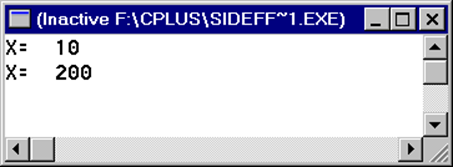 (Inactive F:\CPLUS\SIDEFF~1.EXE)
X=  10
X=  200